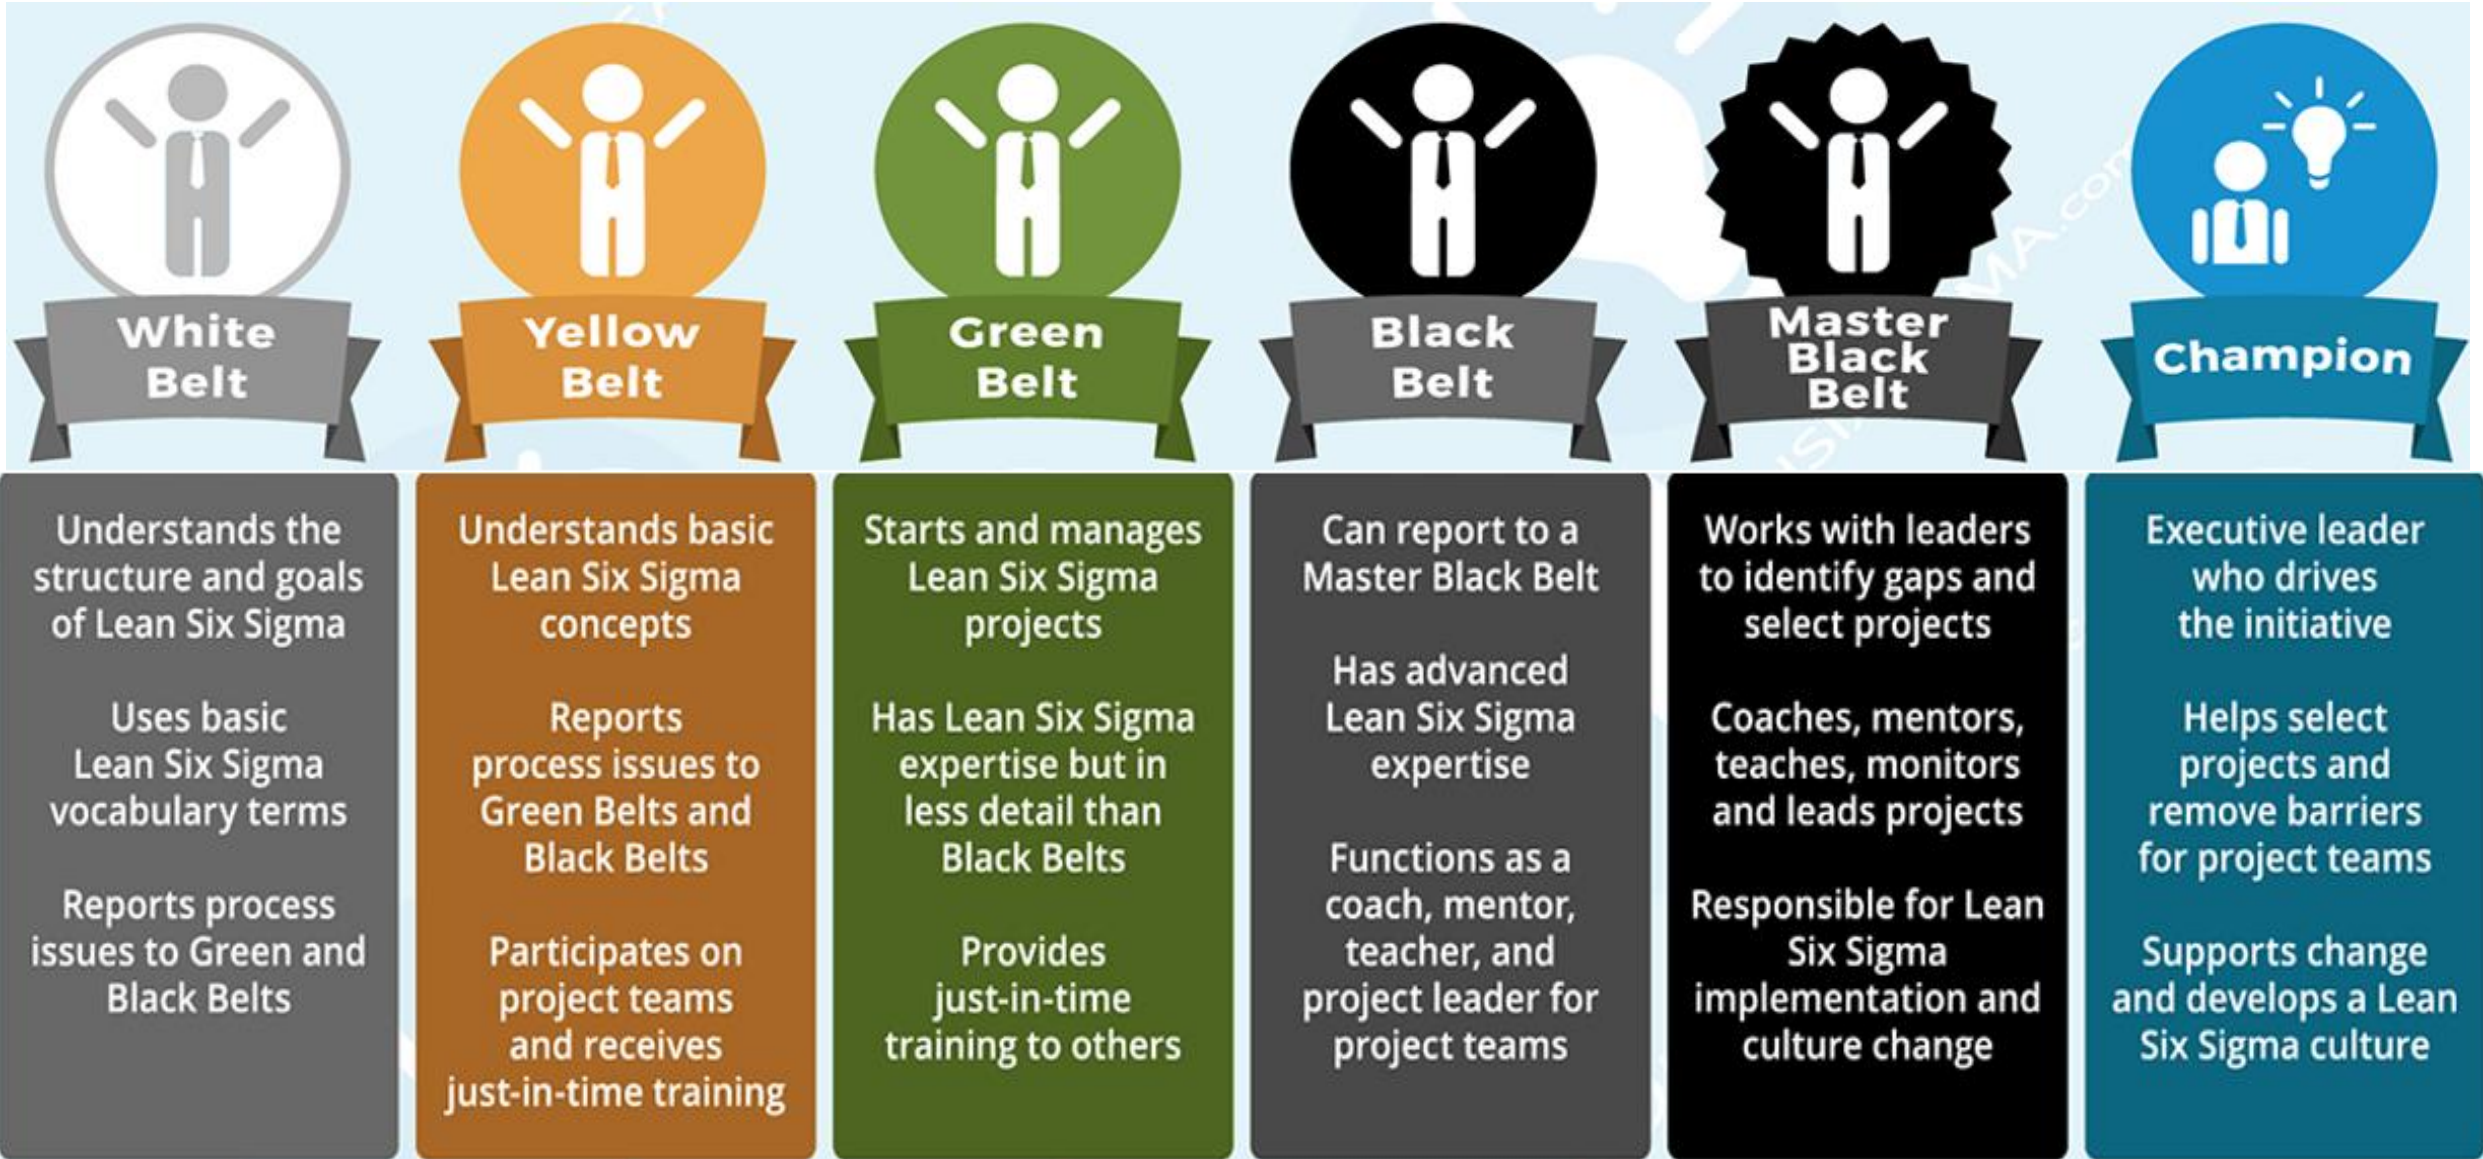 White
Belt
Yellow
Belt
Green
Belt
Black
Belt
Master
Black
Belt
Champion
Understands the
structure and goals
of Lean Six Sigma
Uses basic
Lean Six Sigma
vocabulary terms
Reports process
issues to Green and
Black Belts
Understands basic
Lean Six Sigma
concepts
Reports
process issues to
Green Belts and
Black Belts
Participates on
project teams
and receives
just-in-time training
Starts and manages
Lean Six Sigma
projects
Has Lean Six Sigma
expertise but in
less detail than
Black Belts
Provides
just-in-time
training to others
Can report to a
Master Black Belt
Has advanced
Lean Six Sigma
expertise
Functions as a
coach, mentor,
teacher, and
project leader for
project teams
Works with leaders
to identify gaps and
select projects
Coaches, mentors,
teaches, monitors
and leads projects
Responsible for Lean
Six Sigma
implementation and
culture change
Executive leader
who drives
the initiative
Helps select
projects and
remove barriers
for project teams
Supports change
and develops a Lean
Six Sigma culture